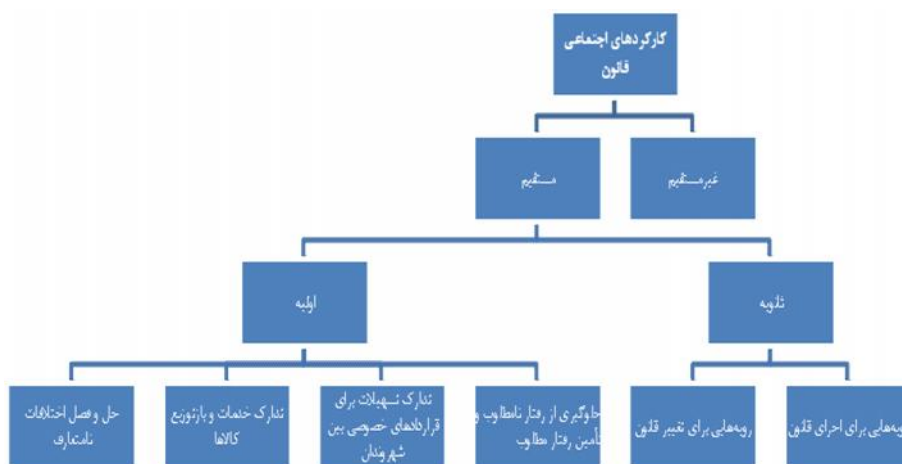 کارکردهای اجتماعی
قانون
غیرمستقیم
مستقیم
ثانویه
اولیه
رویه‌هایی برای اجرای قانون
رویه‌هایی برای تغییر قانون
جلوگیری از رفتار نامطلوب و
تأمین رفتار مطلوب
تدارک تسهیلات برای
قراردادهای خصوصی بین
شهروندان
تدارک خدمات و بازتوزیع
کالاها
حل و فصل اختلافات
نامتعارف